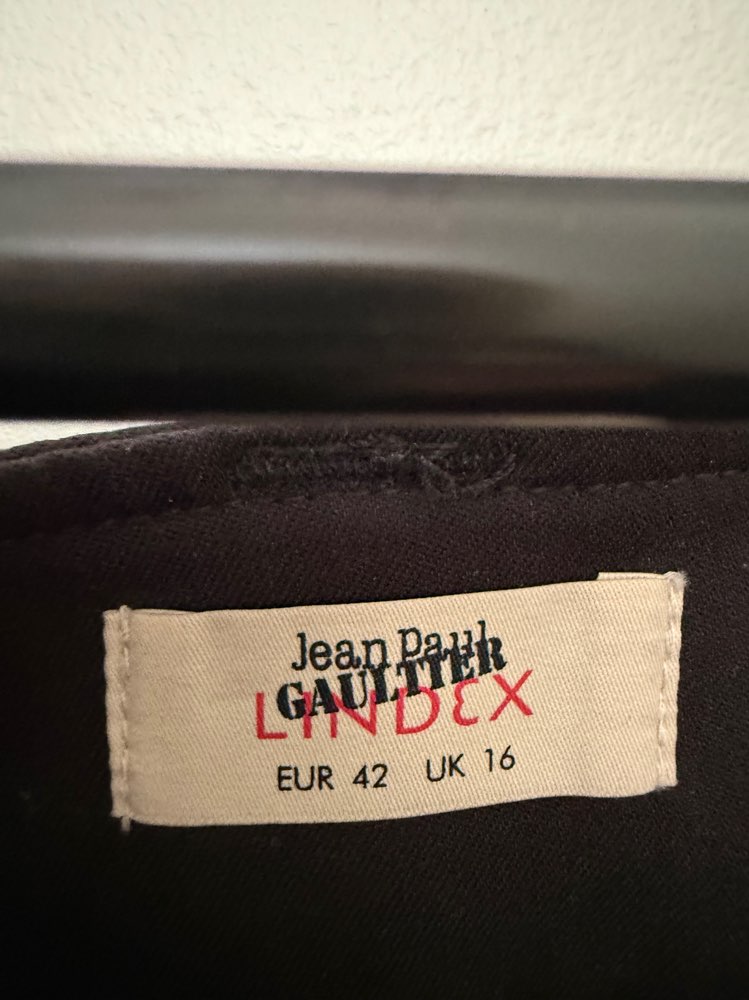 Jean Paul
GAULTIER
LINDEX
EUR 42 UK 16